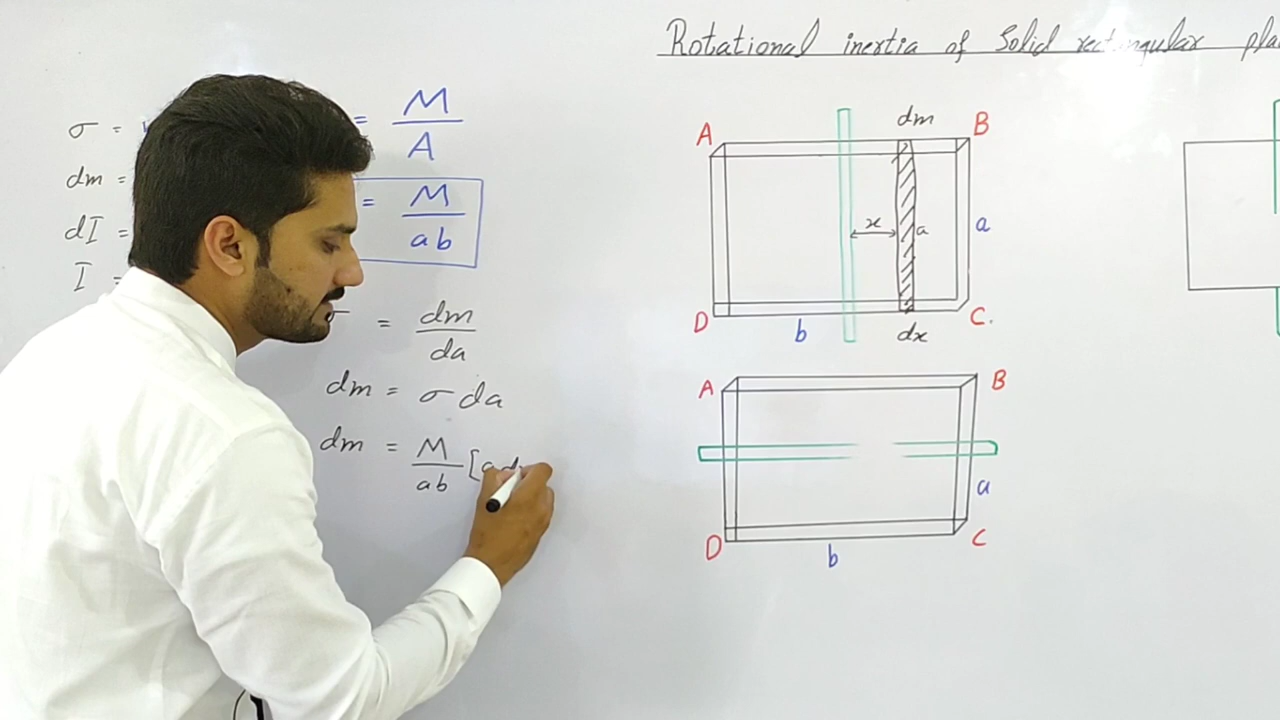 Rotational inertia of Solid rectangular
σ = = M/A
dm = = M/ab
dI =
I =
= dm/da
dm = σ da
dm = M/ab [a
A dm B
x a a
D b dx C.
A B
a
D b C